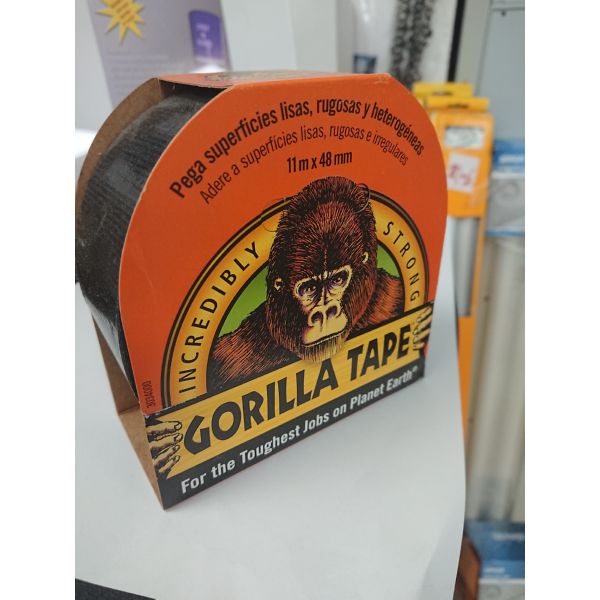 Pega superficies lisas, rugosas y heterogéneas
Adere a superfícies lisas, rugosas e irregulares
11 m x 48 mm
INCREDIBLY STRONG
GORILLA TAPE
For the Toughest Jobs on Planet Earth®
3034000